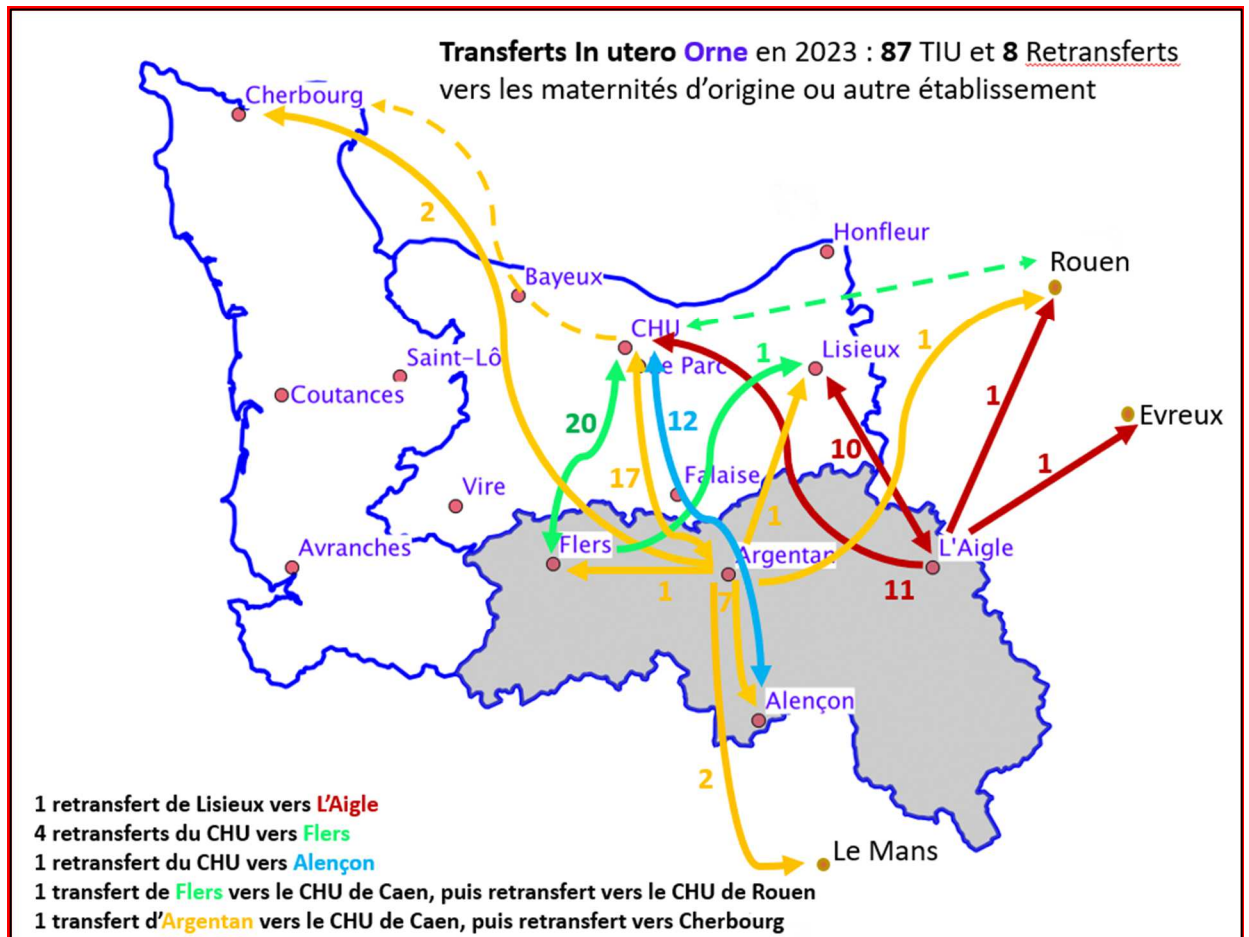 Transferts In utero Orne en 2023 : 87 TIU et 8 Retransferts
vers les maternités d'origine ou autre établissement
Cherbourg
2
Honfleur
Rouen
Bayeux
CHU
Le Parc
1
Lisieux
1
Saint-Lô
Coutances
1
Evreux
20
12
10
1
17
Falaise
Vire
1
Avranches
Flers
Argentan
L'Aigle
1
7
11
Alençon
2
Le Mans
1 retransfert de Lisieux vers L'Aigle
4 retransferts du CHU vers Flers
1 retransfert du CHU vers Alençon
1 transfert de Flers vers le CHU de Caen, puis retransfert vers le CHU de Rouen
1 transfert d'Argentan vers le CHU de Caen, puis retransfert vers Cherbourg